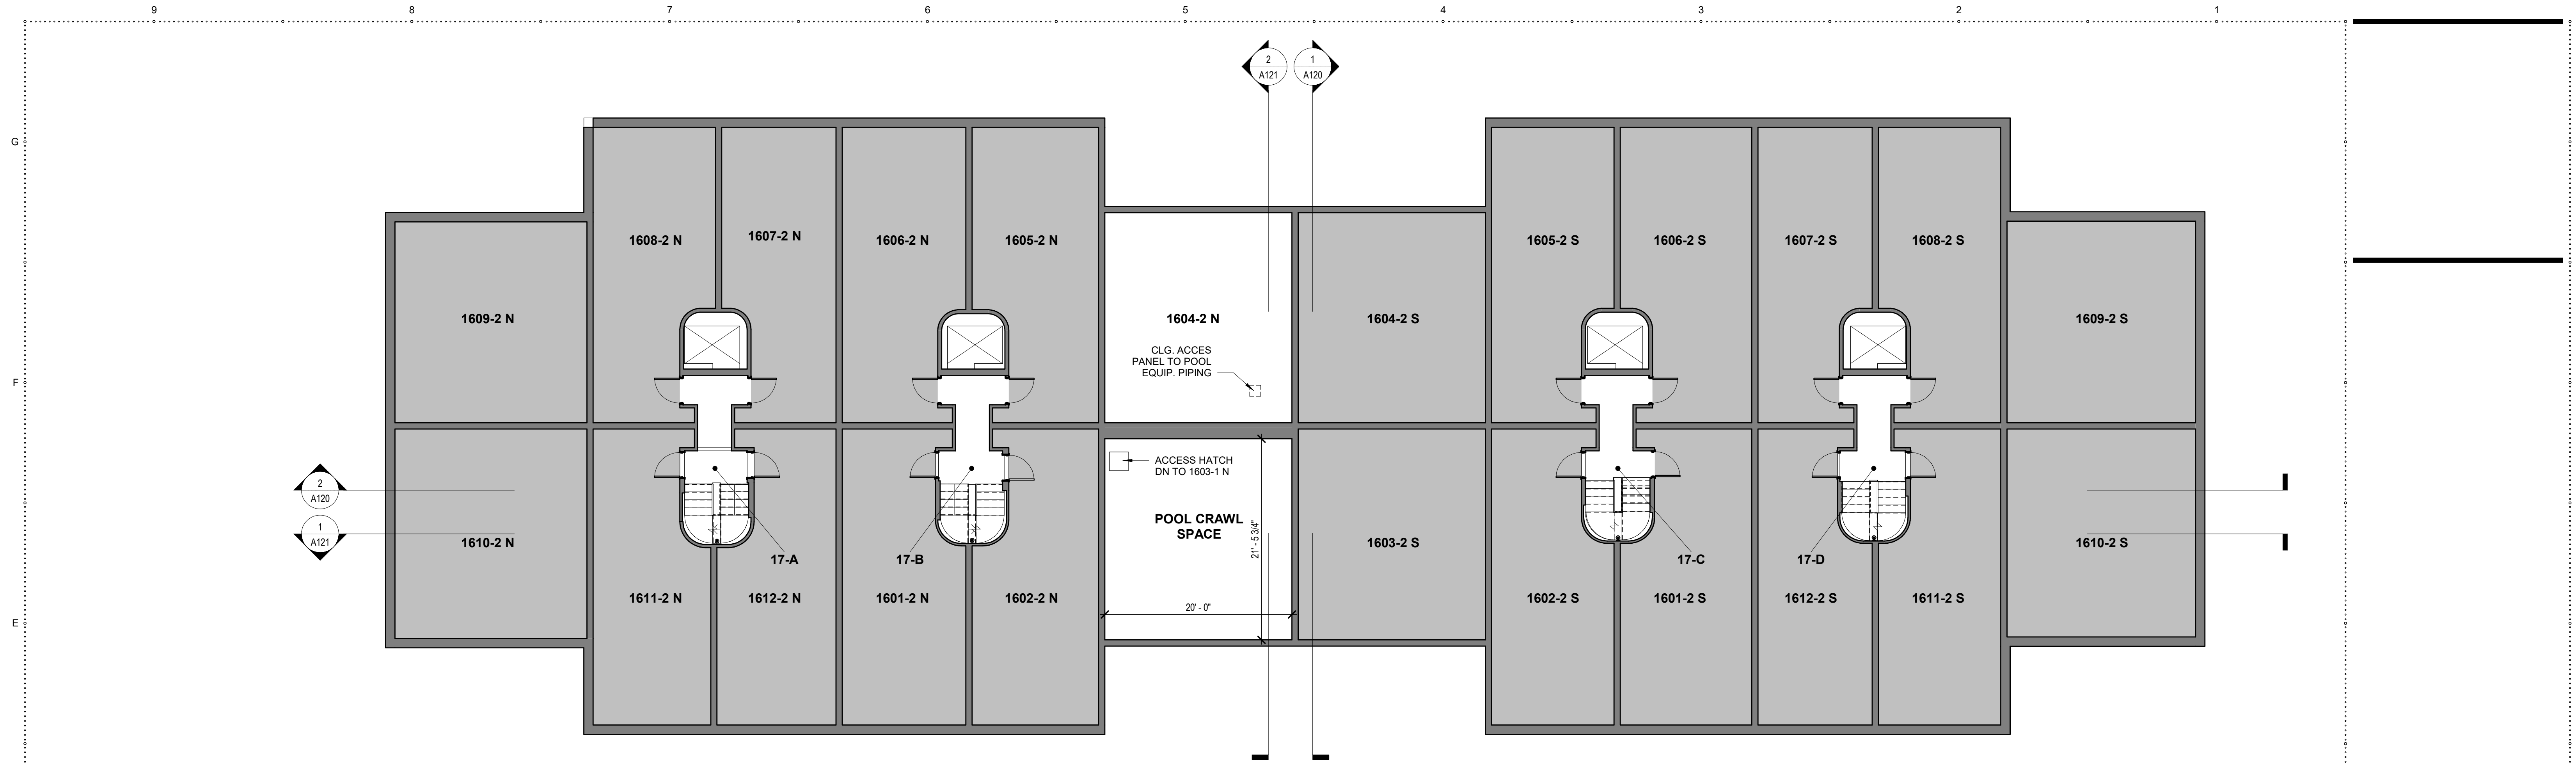 9 8 7 6 5 4 3 2 1
2
A121
1
A120
G
1608-2 N
1607-2 N
1606-2 N
1605-2 N
1605-2 S
1606-2 S
1607-2 S
1608-2 S
1609-2 N
1604-2 N
1604-2 S
1609-2 S
CLG. ACCES
PANEL TO POOL
EQUIP. PIPING
F
ACCESS HATCH
DN TO 1603-1 N
2
A120
1
A121
1610-2 N
POOL CRAWL
SPACE
21' - 5 3/4"
1603-2 S
1610-2 S
17-A
17-B
17-C
17-D
1611-2 N
1612-2 N
1601-2 N
1602-2 N
20' - 0"
1602-2 S
1601-2 S
1612-2 S
1611-2 S
E